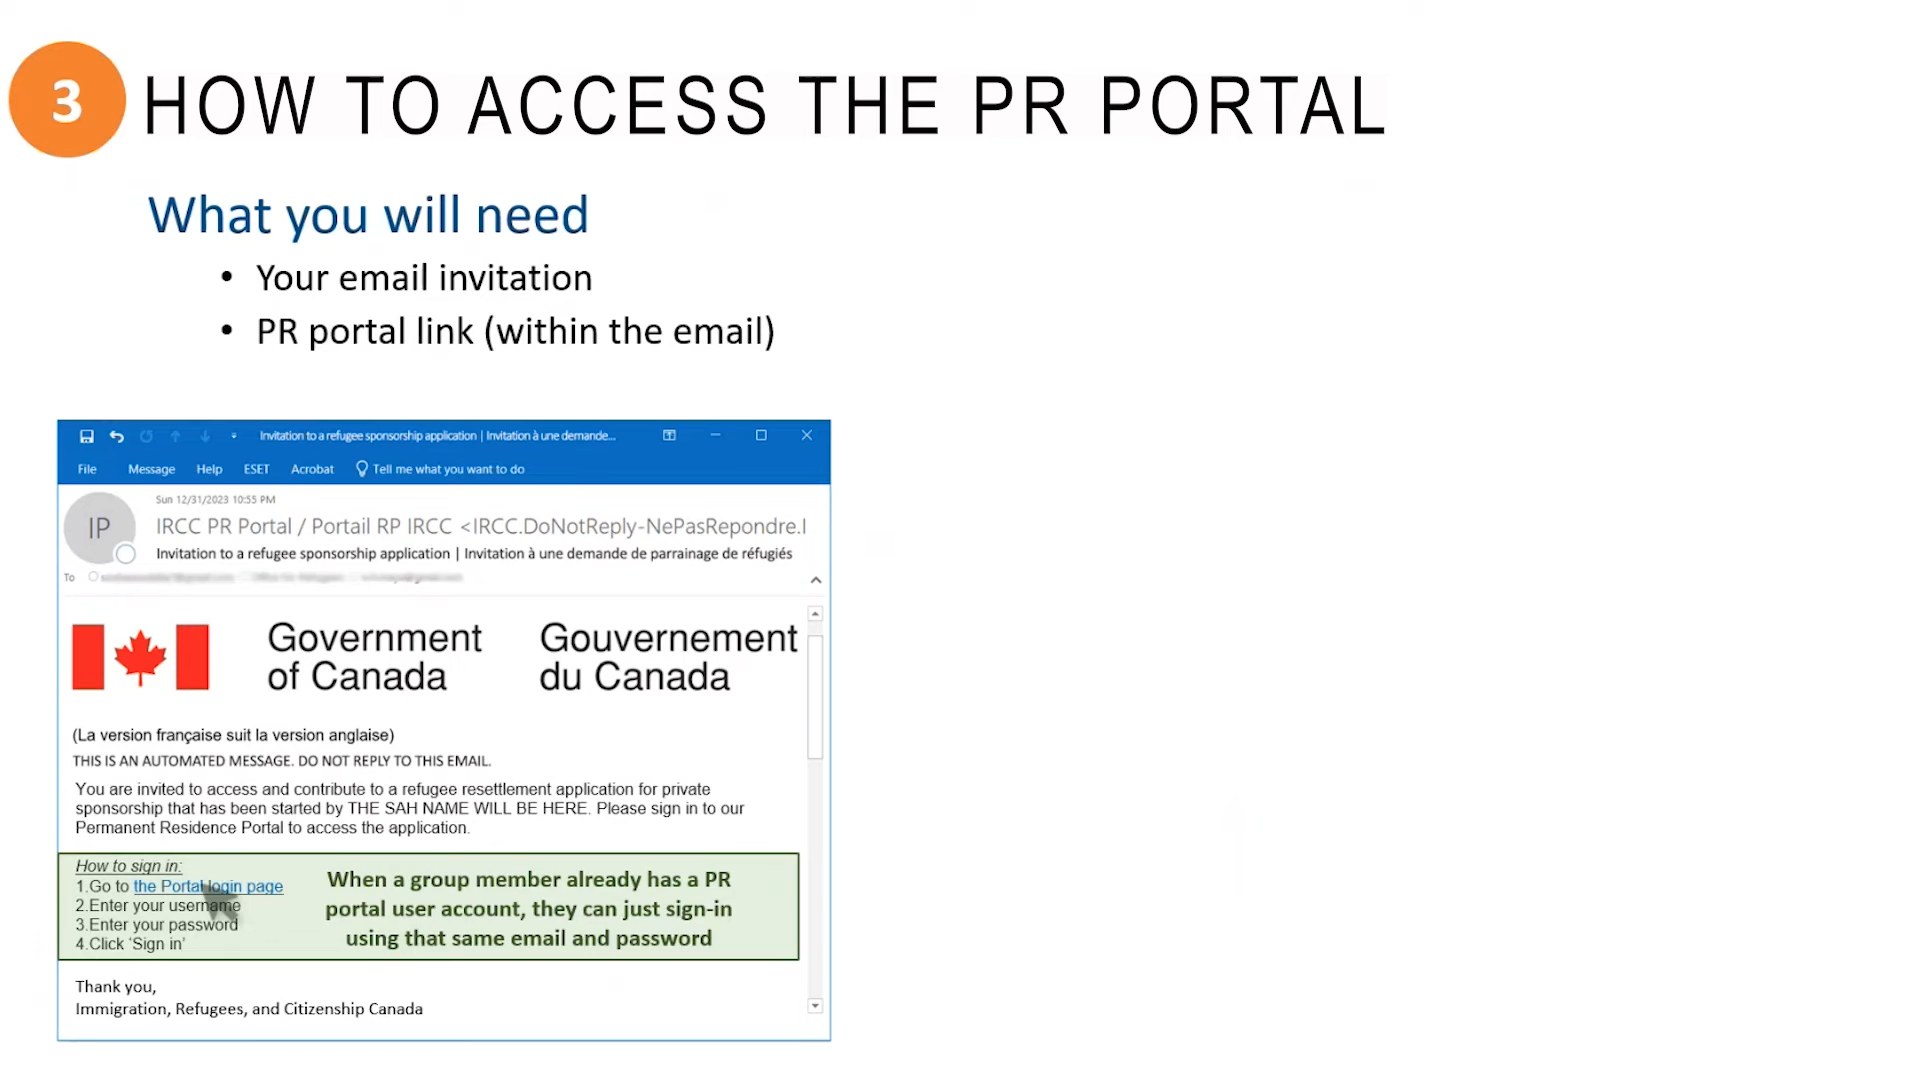 3
HOW TO ACCESS THE PR PORTAL
What you will need
• Your email invitation
• PR portal link (within the email)
Invitation to a refugee sponsorship application | Invitation à une demande...
File Message Help ESET Acrobat Tell me what you want to do
Sun 12/31/2023 10:55 PM
IP
IRCC PR Portal / Portail RP IRCC <IRCC.DoNotReply-NePasRepondre.I
Invitation to a refugee sponsorship application | Invitation à une demande de parrainage de réfugiés
To
Government
of Canada
Gouvernement
du Canada
(La version française suit la version anglaise)
THIS IS AN AUTOMATED MESSAGE. DO NOT REPLY TO THIS EMAIL.
You are invited to access and contribute to a refugee resettlement application for private
sponsorship that has been started by THE SAH NAME WILL BE HERE. Please sign in to our
Permanent Residence Portal to access the application.
How to sign in:
1.Go to the Portal login page
2.Enter your username
3.Enter your password
4.Click ‘Sign in’
When a group member already has a PR
portal user account, they can just sign-in
using that same email and password
Thank you,
Immigration, Refugees, and Citizenship Canada